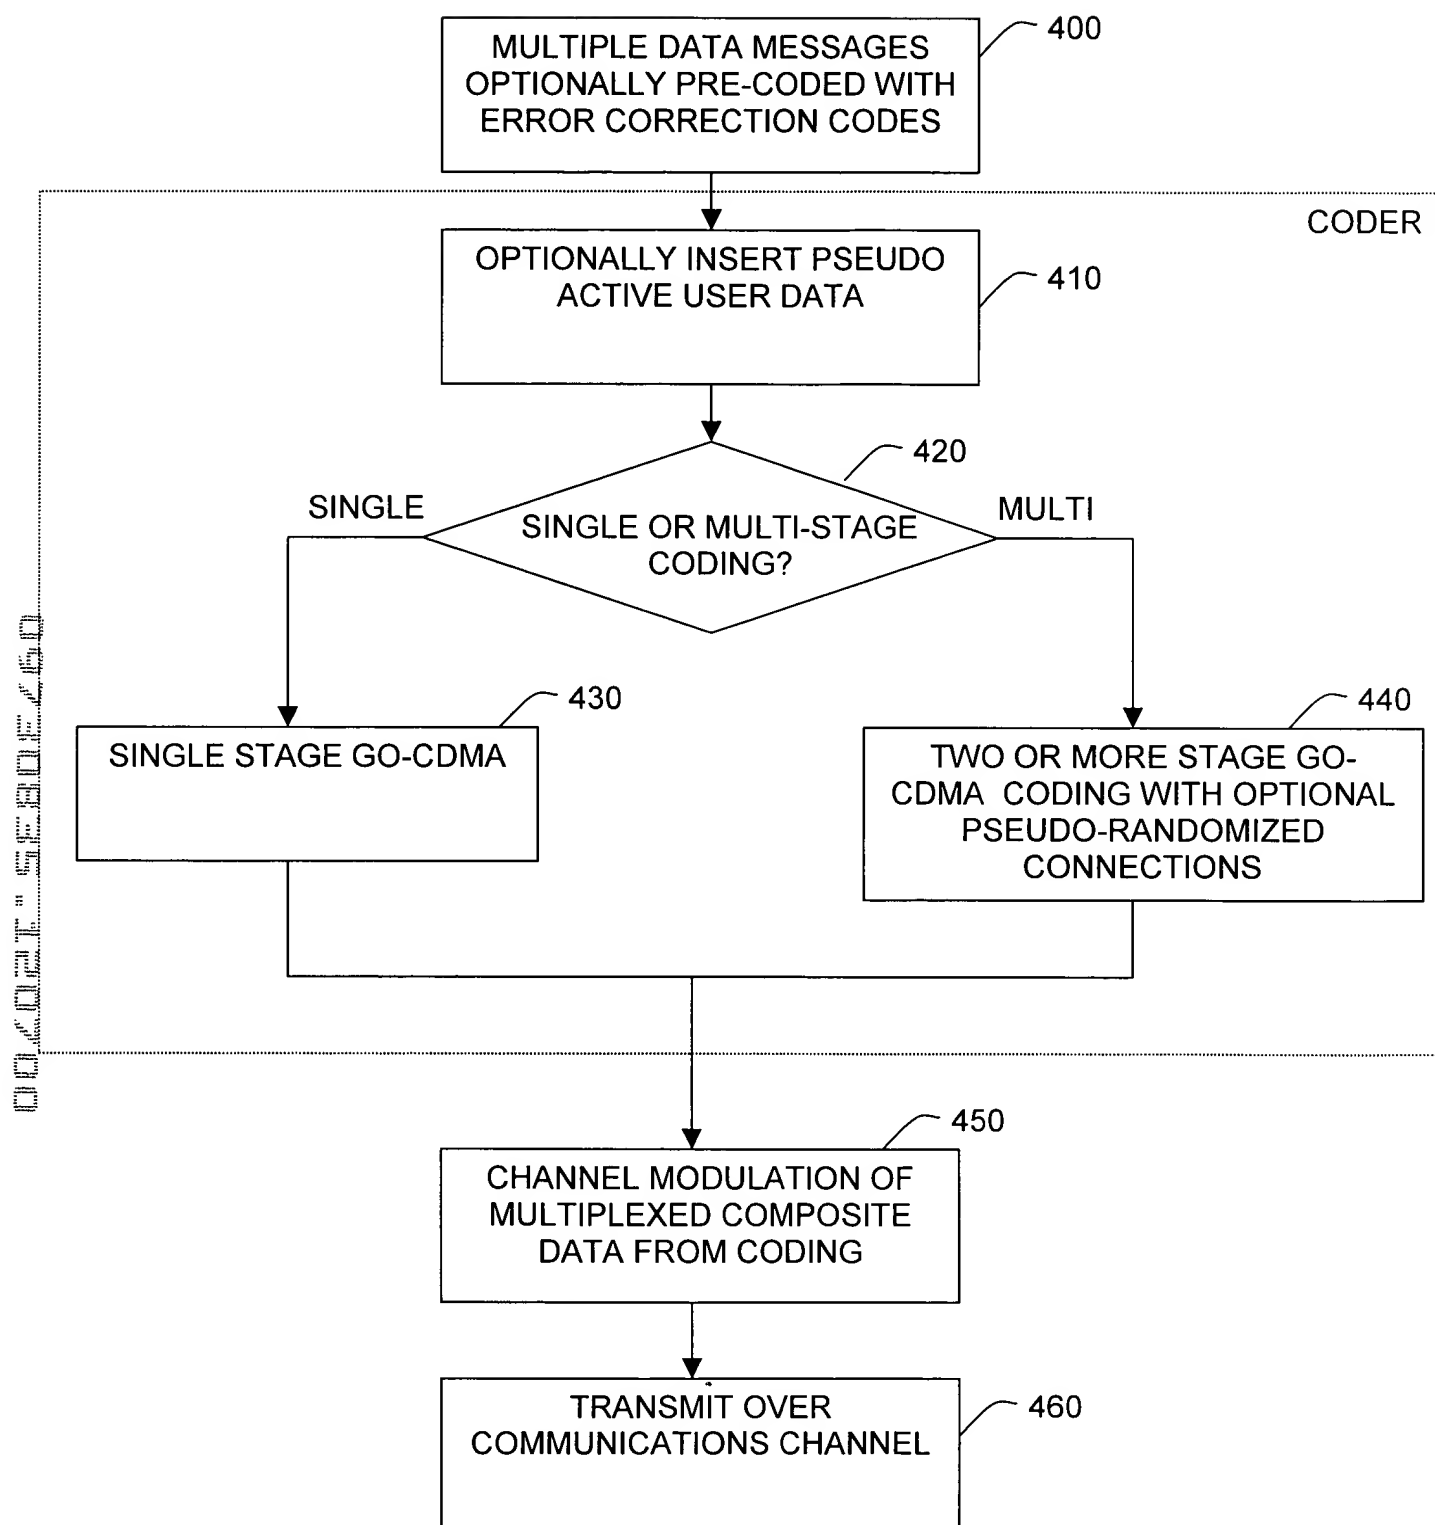 MULTIPLE DATA MESSAGES
OPTIONALLY PRE-CODED WITH
ERROR CORRECTION CODES
400
CODER
OPTIONALLY INSERT PSEUDO
ACTIVE USER DATA
410
420
SINGLE
MULTI
SINGLE OR MULTI-STAGE
CODING?
430
SINGLE STAGE GO-CDMA
440
TWO OR MORE STAGE GO-
CDMA CODING WITH OPTIONAL
PSEUDO-RANDOMIZED
CONNECTIONS
450
CHANNEL MODULATION OF
MULTIPLEXED COMPOSITE
DATA FROM CODING
460
TRANSMIT OVER
COMMUNICATIONS CHANNEL